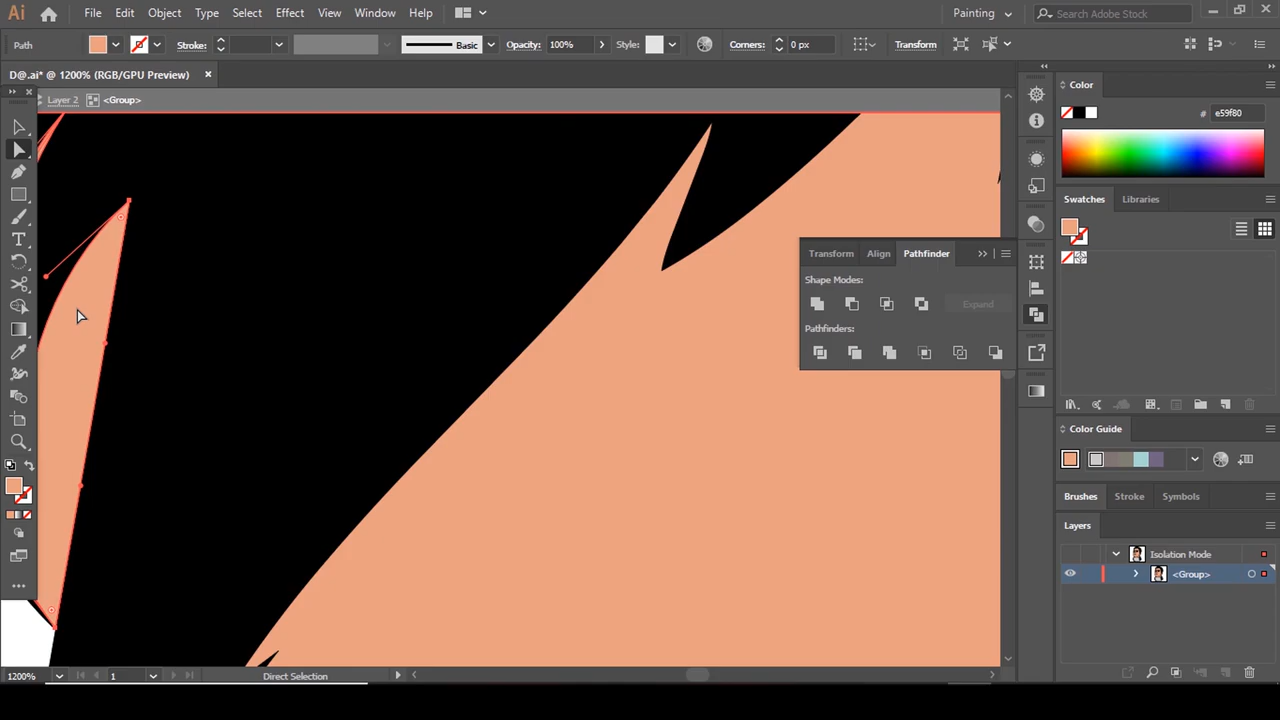 Ai File Edit Object Type Select Effect View Window Help Painting Search Adobe Stock
Path Stroke: Basic Opacity: 100% Style: Corners: 0 px Transform
D@.ai* @ 1200% (RGB/GPU Preview) ×
Layer 2 <Group>
Color
# e59f80
Swatches Libraries
Transform Align Pathfinder
Shape Modes:
Expand
Pathfinders:
Color Guide
Brushes Stroke Symbols
Layers
Isolation Mode
<Group>
1200% 1 Direct Selection